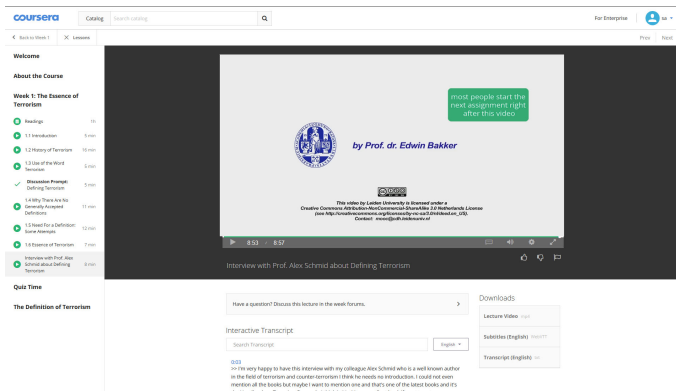 coursera
Catalog
Search catalog
For Enterprise
Back to Week 1
X Lessons
Prev
Next
Welcome
About the Course
Week 1: The Essence of
Terrorism
Readings
1h
1.1 Introduction
5 min
1.2 History of Terrorism
16 min
1.3 Use of the Word
Terrorism
Discussion Prompt:
Defining Terrorism
1.4 Why There Are No
Generally Accepted
Definitions
11 min
1.5 Need For a Definition:
Some Attempts
12 min
1.6 Essence of Terrorism
7 min
Interview with Prof. Alex
Schmid about Defining
Terrorism
8 min
Quiz Time
The Definition of Terrorism
most people start the
next assignment right
after this video
by Prof. dr. Edwin Bakker
This video by Leiden University is licensed under a
Creative Commons Attribution-NonCommercial-ShareAlike 3.0 Netherlands License
Contact: mooc@cdh.leidenuniv.nl
8:53
8:57
Interview with Prof. Alex Schmid about Defining Terrorism
Have a question? Discuss this lecture in the week forums.
Interactive Transcript
Search Transcript
English
0:03
>> I'm very happy to have this interview with my colleague Alex Schmid who is a well known author
in the field of terrorism and counter-terrorism I think he needs no introduction. I could not even
mention all the books but maybe I want to mention one and that's one of the latest books and it's
Downloads
Lecture Video
Subtitles (English)
Transcript (English)